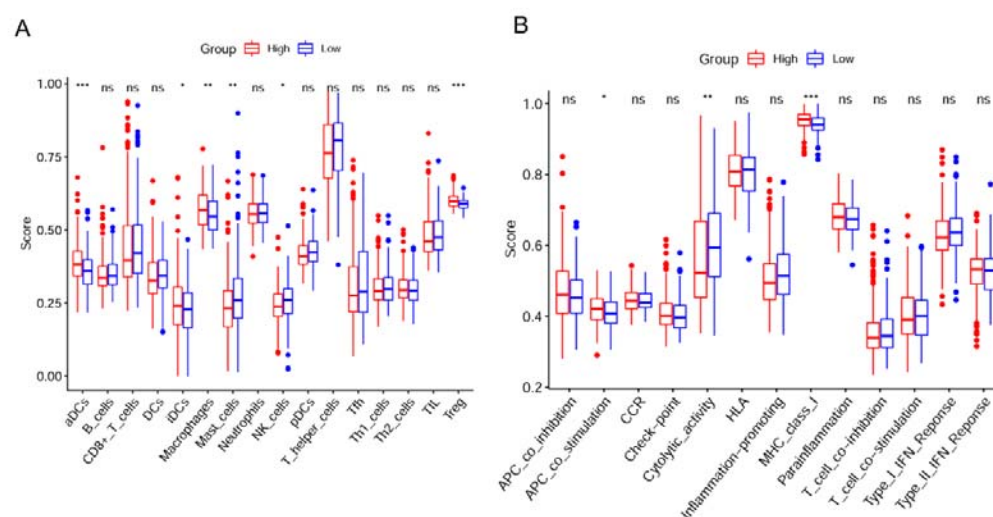 A
Group High Low
*** ns ns ns * ** ** ns * ns ns ns ns ns ns ***
1.00
0.75
0.50
0.25
0.00
Score
aDCs
B_cells
CD8+_T_cells
DCs
iDCs
Macrophages
Mast_cells
Neutrophils
NK_cells
pDCs
T_helper_cells
Tfh
Th1_cells
Th2_cells
TIL
Treg
B
Group High Low
ns * ns ns ** ns ns *** ns ns ns ns ns
1.0
0.8
0.6
0.4
0.2
Score
APC_co_inhibition
APC_co_stimulation
CCR
Check-point
Cytolytic_activity
HLA
Inflammation-promoting
MHC_class_I
Parainflammation
T_cell_co-inhibition
T_cell_co-stimulation
Type_I_IFN_Reponse
Type_II_IFN_Reponse